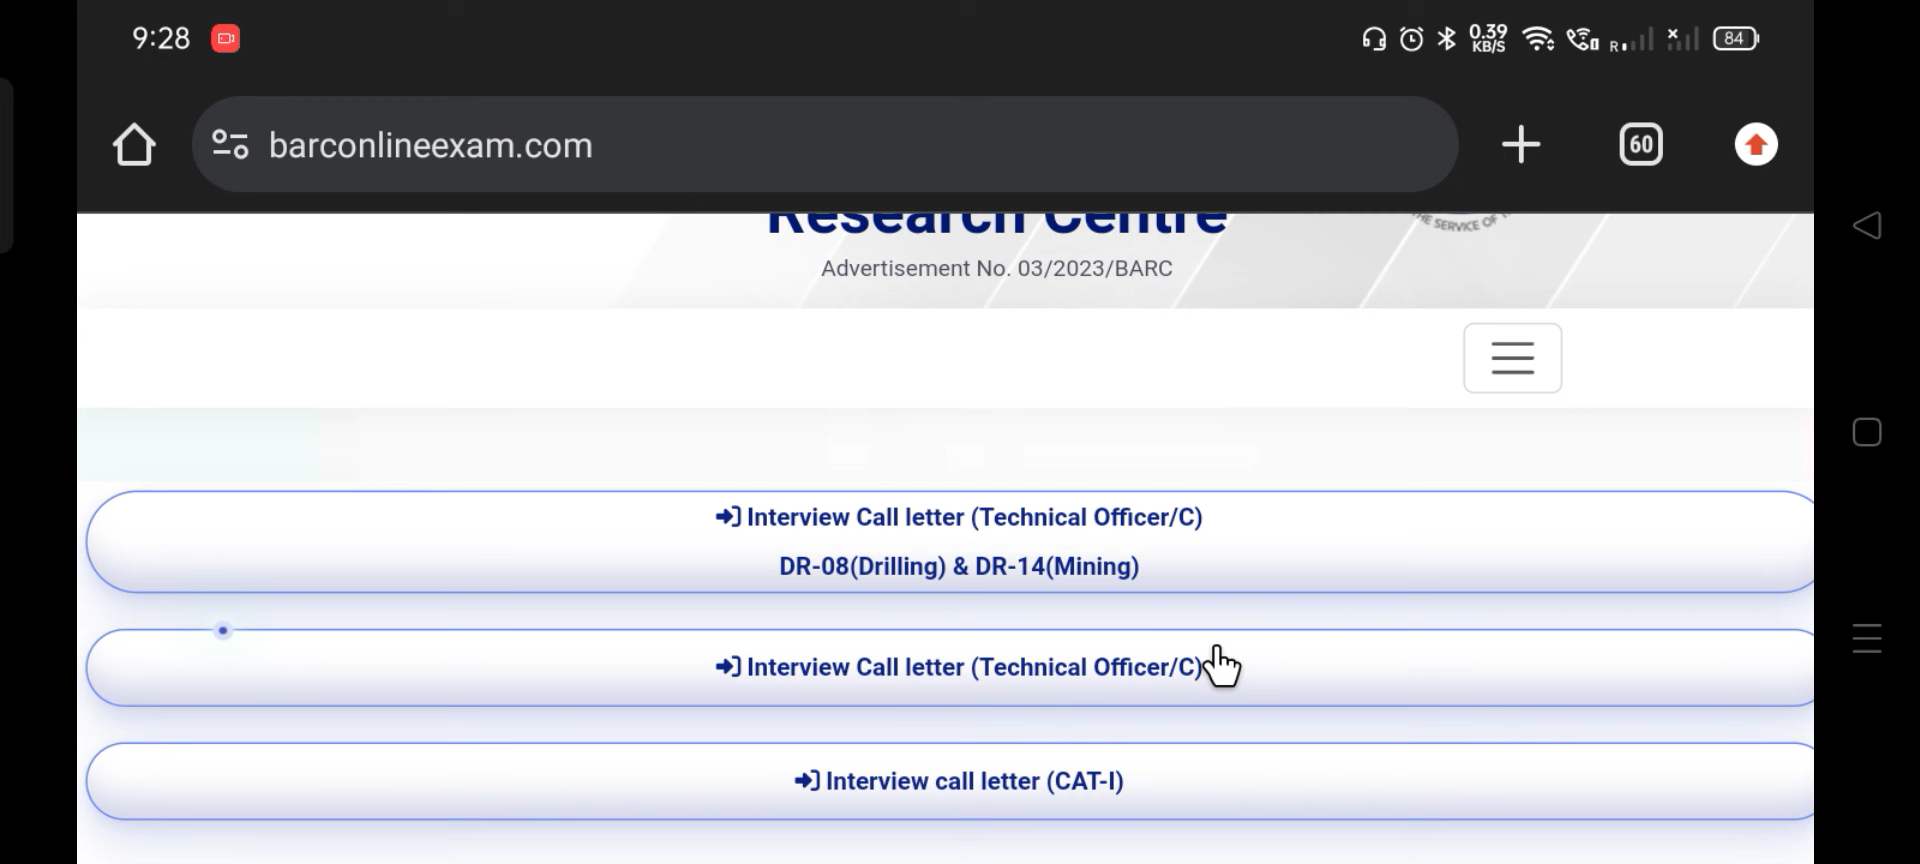 9:28
0.39
KB/S
R
84
barconlineexam.com
60
Research Centre
THE SERVICE OF
Advertisement No. 03/2023/BARC
Interview Call letter (Technical Officer/C)
DR-08(Drilling) & DR-14(Mining)
Interview Call letter (Technical Officer/C)
Interview call letter (CAT-I)